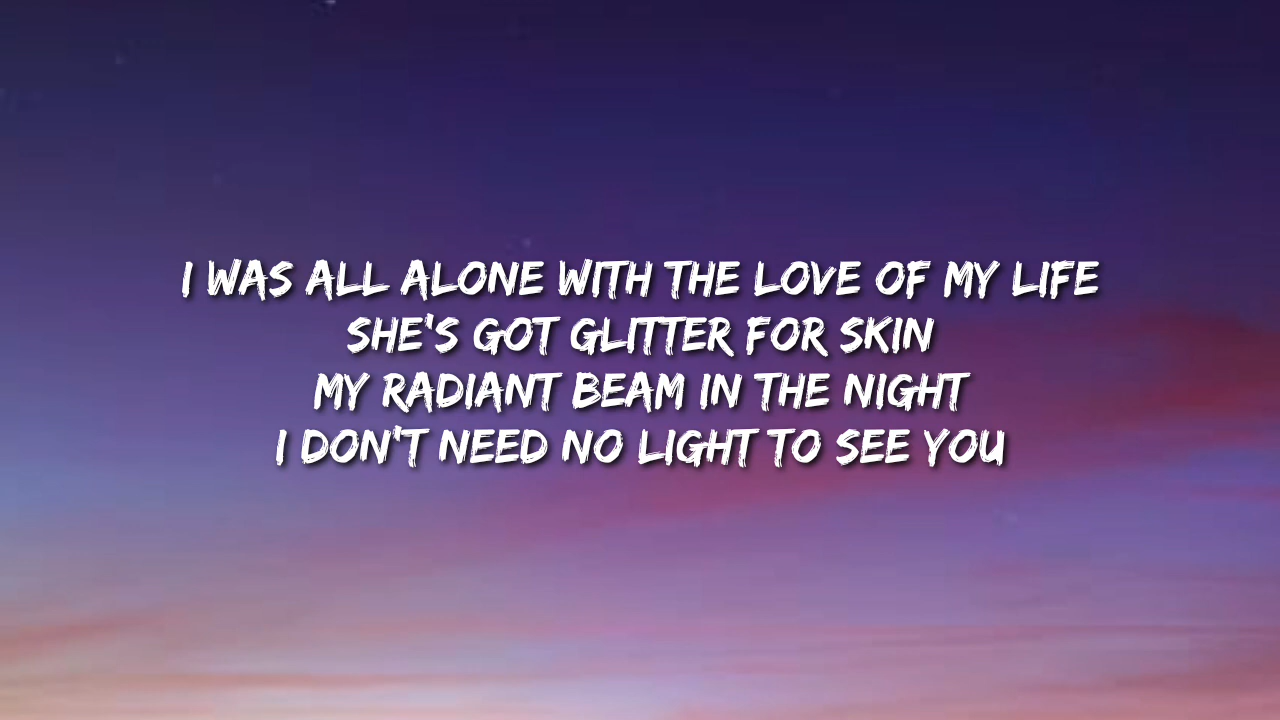 I WAS ALL ALONE WITH THE LOVE OF MY LIFE
SHE'S GOT GLITTER FOR SKIN
MY RADIANT BEAM IN THE NIGHT
I DON'T NEED NO LIGHT TO SEE YOU